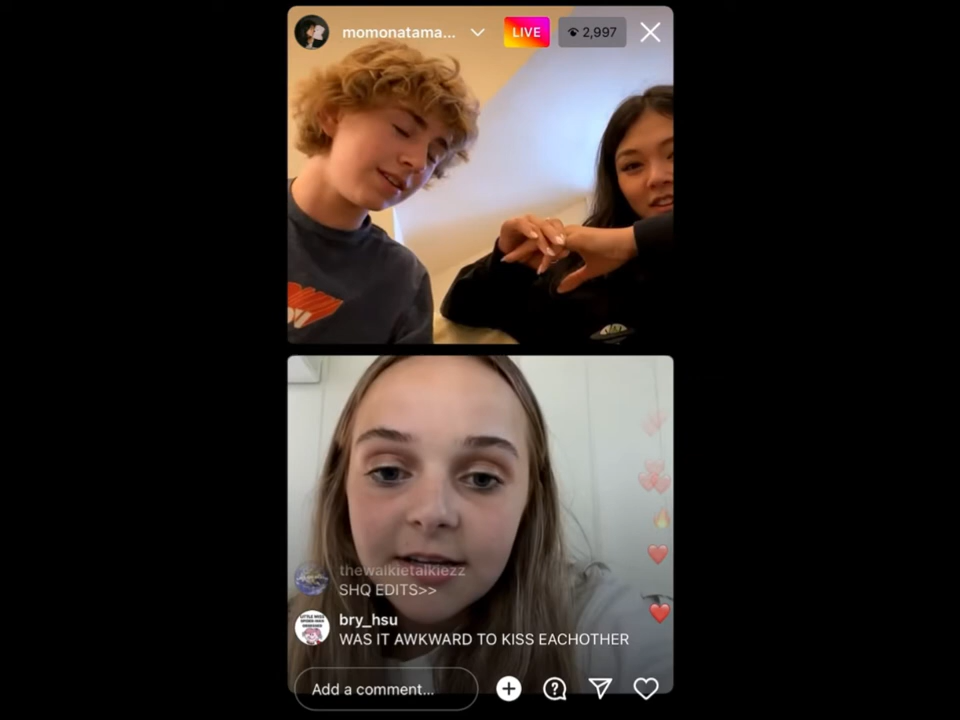 momonatama...
LIVE
2,997
thewalkietalkiezz
SHQ EDITS>>
bry_hsu
WAS IT AWKWARD TO KISS EACHOTHER
Add a comment...